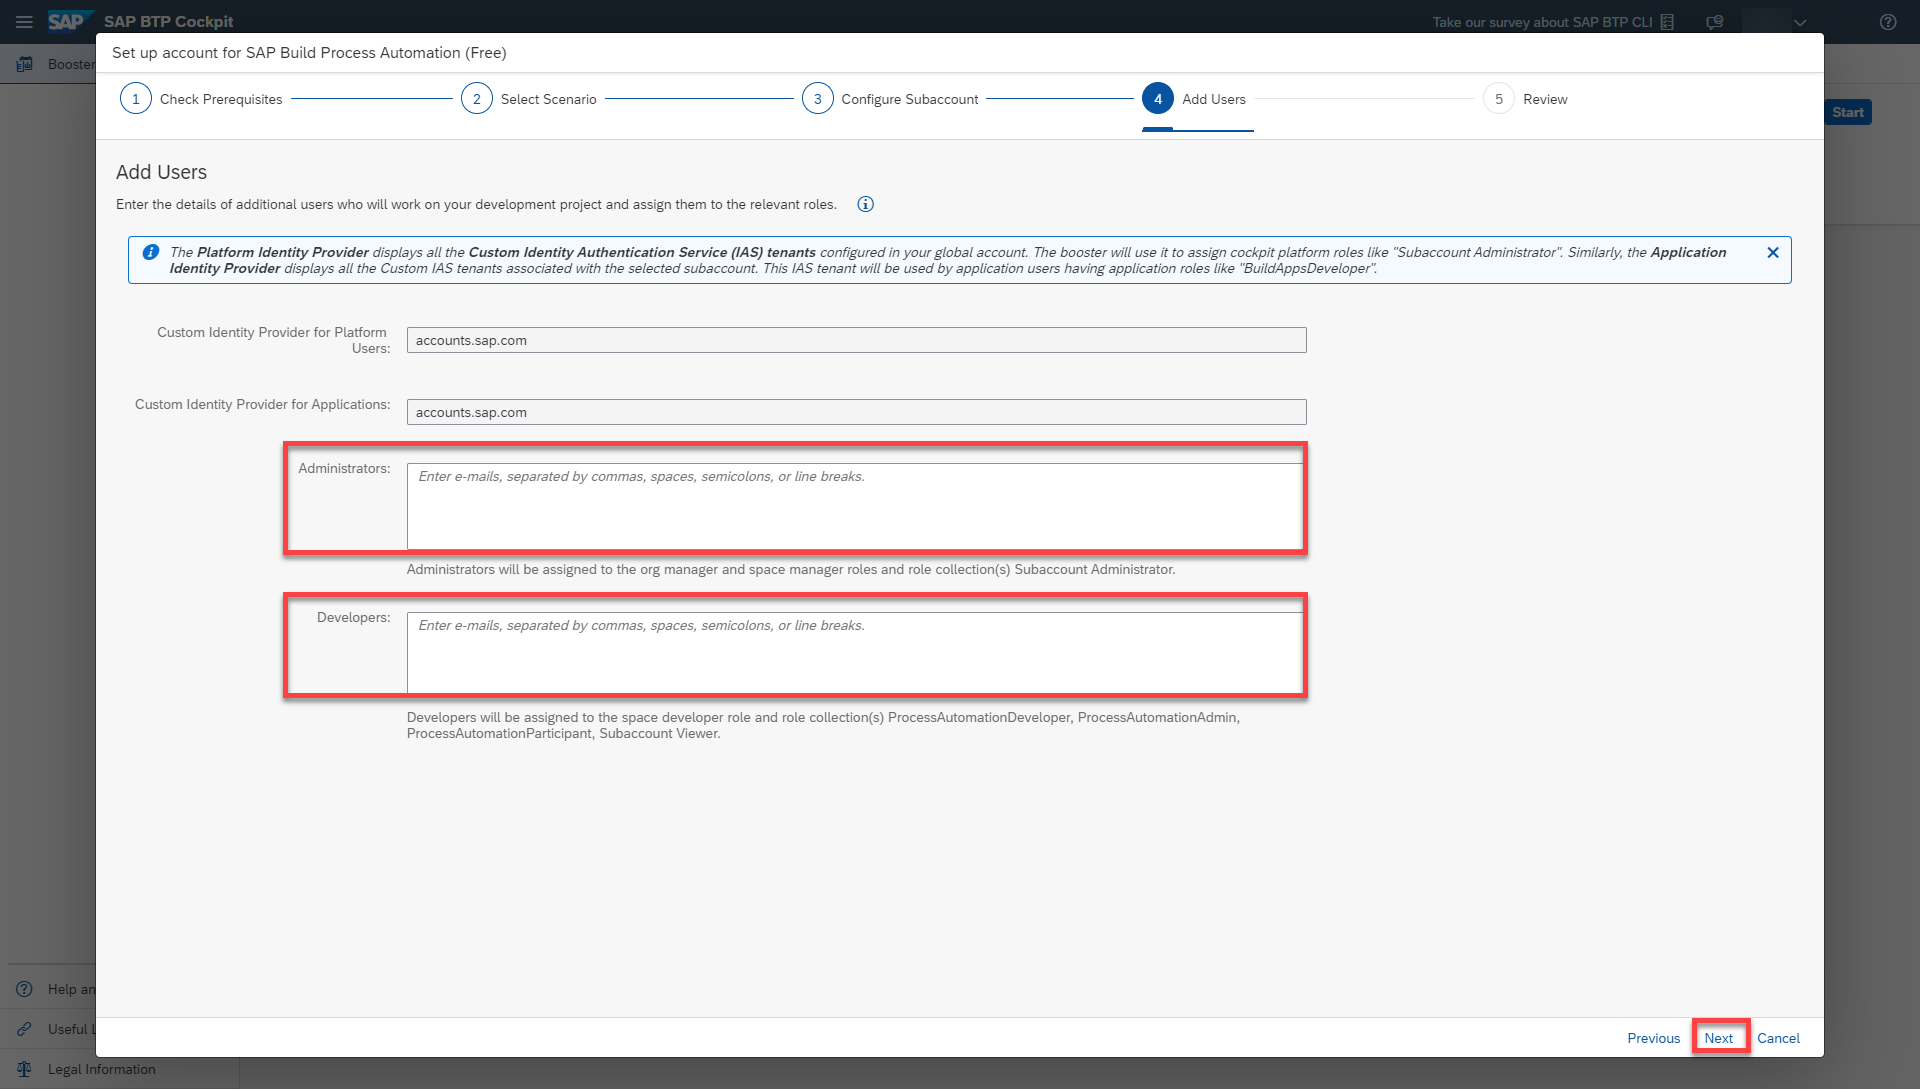 SAP
SAP BTP Cockpit
Take our survey about SAP BTP CLI
Set up account for SAP Build Process Automation (Free)
Booster
1 Check Prerequisites
2 Select Scenario
3 Configure Subaccount
4 Add Users
5 Review
Start
Add Users
Enter the details of additional users who will work on your development project and assign them to the relevant roles.
The Platform Identity Provider displays all the Custom Identity Authentication Service (IAS) tenants configured in your global account. The booster will use it to assign cockpit platform roles like "Subaccount Administrator". Similarly, the Application
Identity Provider displays all the Custom IAS tenants associated with the selected subaccount. This IAS tenant will be used by application users having application roles like "BuildAppsDeveloper".
Custom Identity Provider for Platform
Users:
accounts.sap.com
Custom Identity Provider for Applications:
accounts.sap.com
Administrators:
Enter e-mails, separated by commas, spaces, semicolons, or line breaks.
Administrators will be assigned to the org manager and space manager roles and role collection(s) Subaccount Administrator.
Developers:
Enter e-mails, separated by commas, spaces, semicolons, or line breaks.
Developers will be assigned to the space developer role and role collection(s) ProcessAutomationDeveloper, ProcessAutomationAdmin,
ProcessAutomationParticipant, Subaccount Viewer.
Help an
Useful L
Previous
Next
Cancel
Legal Information